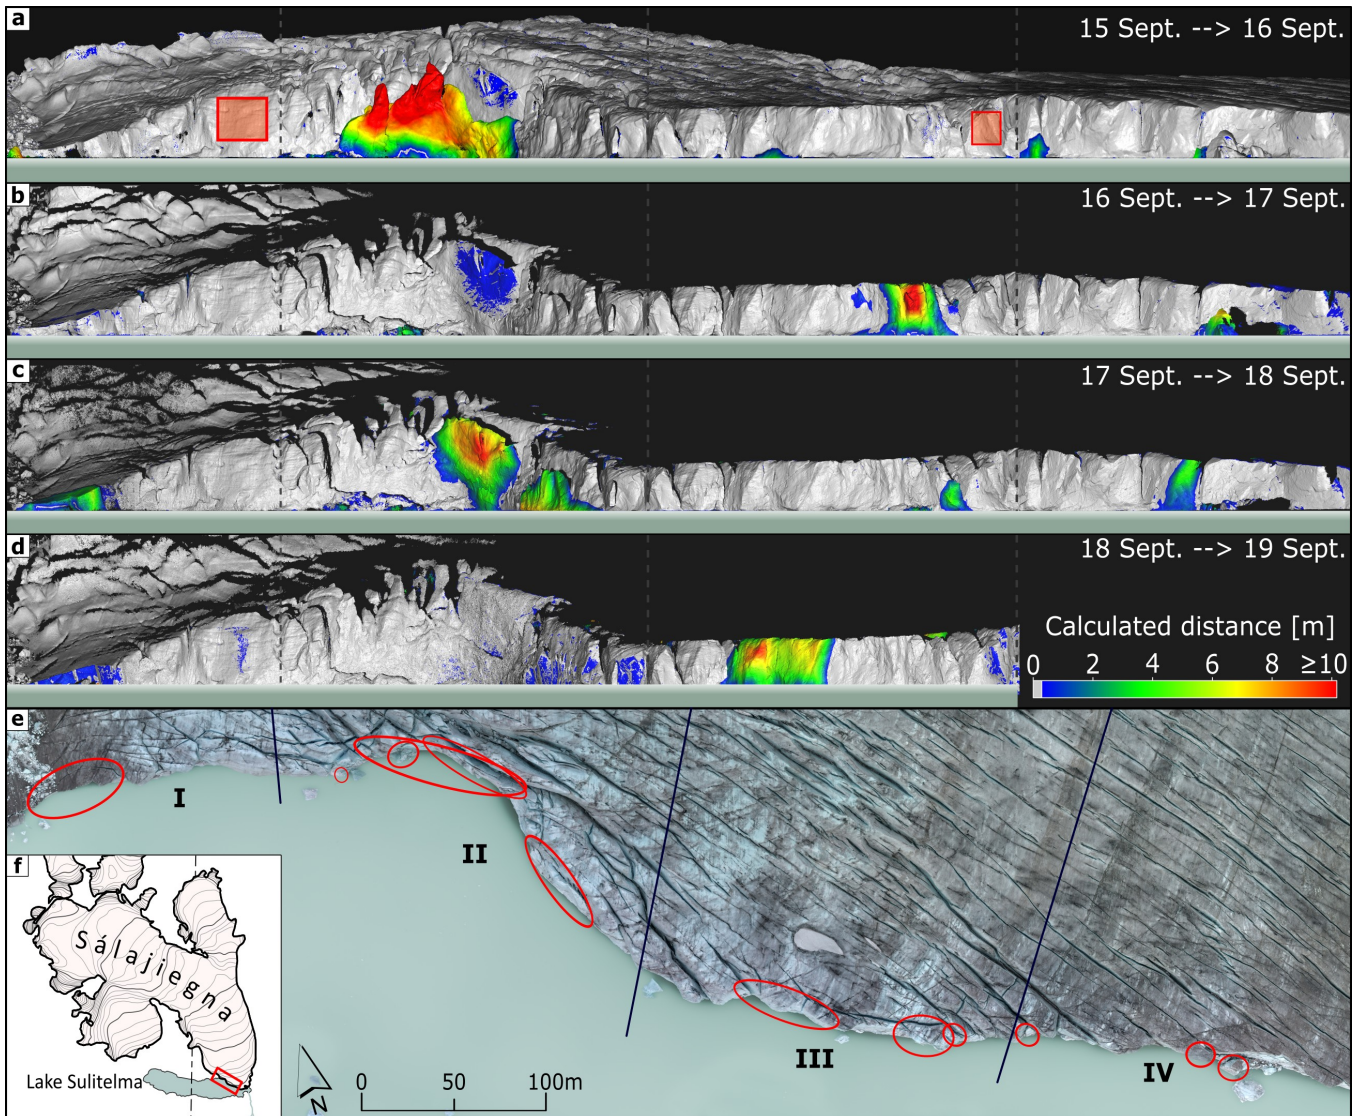 a
15 Sept. --> 16 Sept.
b
16 Sept. --> 17 Sept.
c
17 Sept. --> 18 Sept.
d
18 Sept. --> 19 Sept.
Calculated distance [m]
0 2 4 6 8 ≥10
e
I
II
III
IV
f
Sálajiegna
Lake Sulitelma
N
0 50 100m